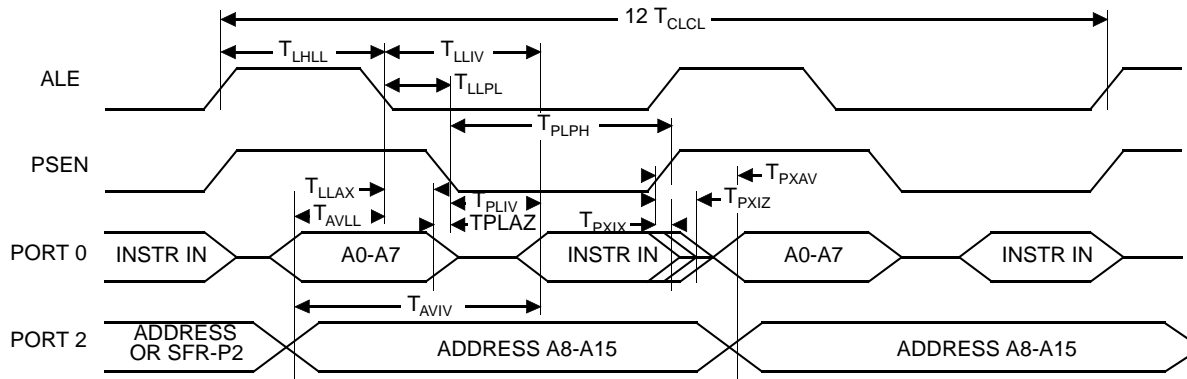 12 TCLCL
TLHLL TLLIV
ALE
TLLPL
TPLPH
PSEN
TLLAX TPXAV
TPLIV TPXIZ
TAVLL TPLAZ TPXIX
PORT 0 INSTR IN A0-A7 INSTR IN A0-A7 INSTR IN
TAVIV
PORT 2 ADDRESS OR SFR-P2 ADDRESS A8-A15 ADDRESS A8-A15